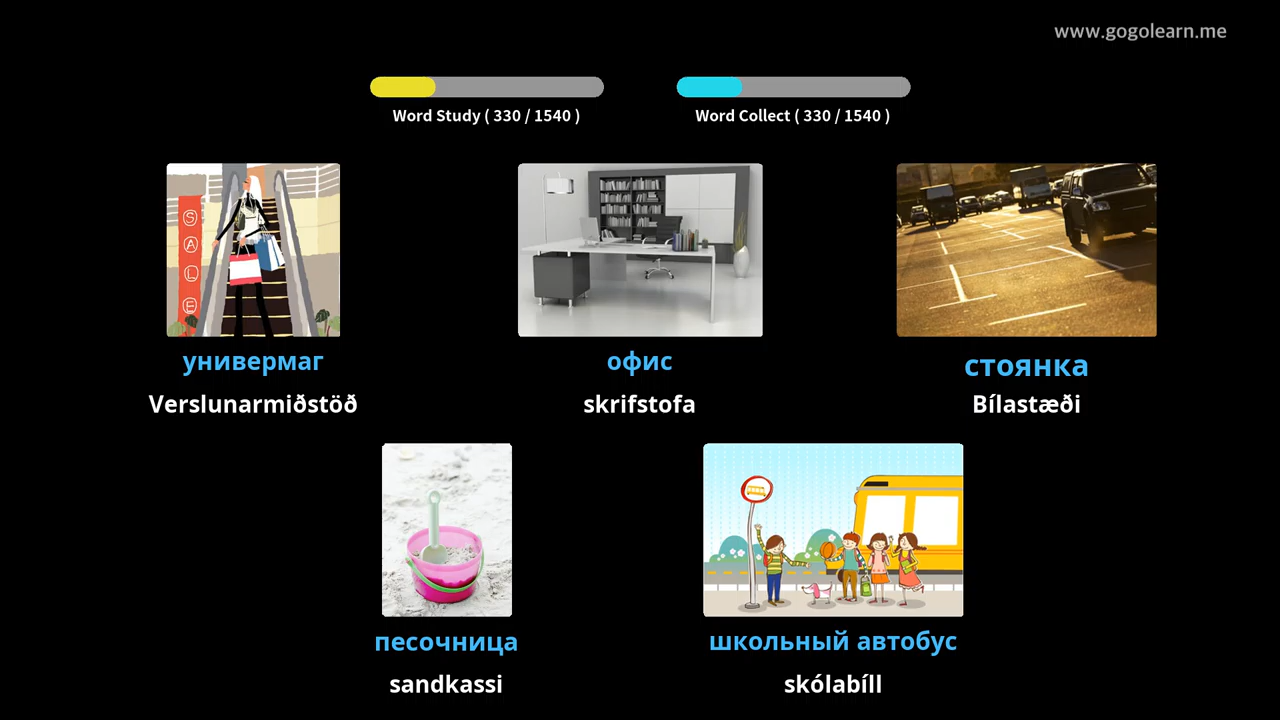 www.gogolearn.me
Word Study ( 330 / 1540 )
Word Collect ( 330 / 1540 )
S
A
L
E
универмаг
офис
стоянка
Verslunarmiðstöð
skrifstofa
Bílastæði
песочница
школьный автобус
sandkassi
skólabíll